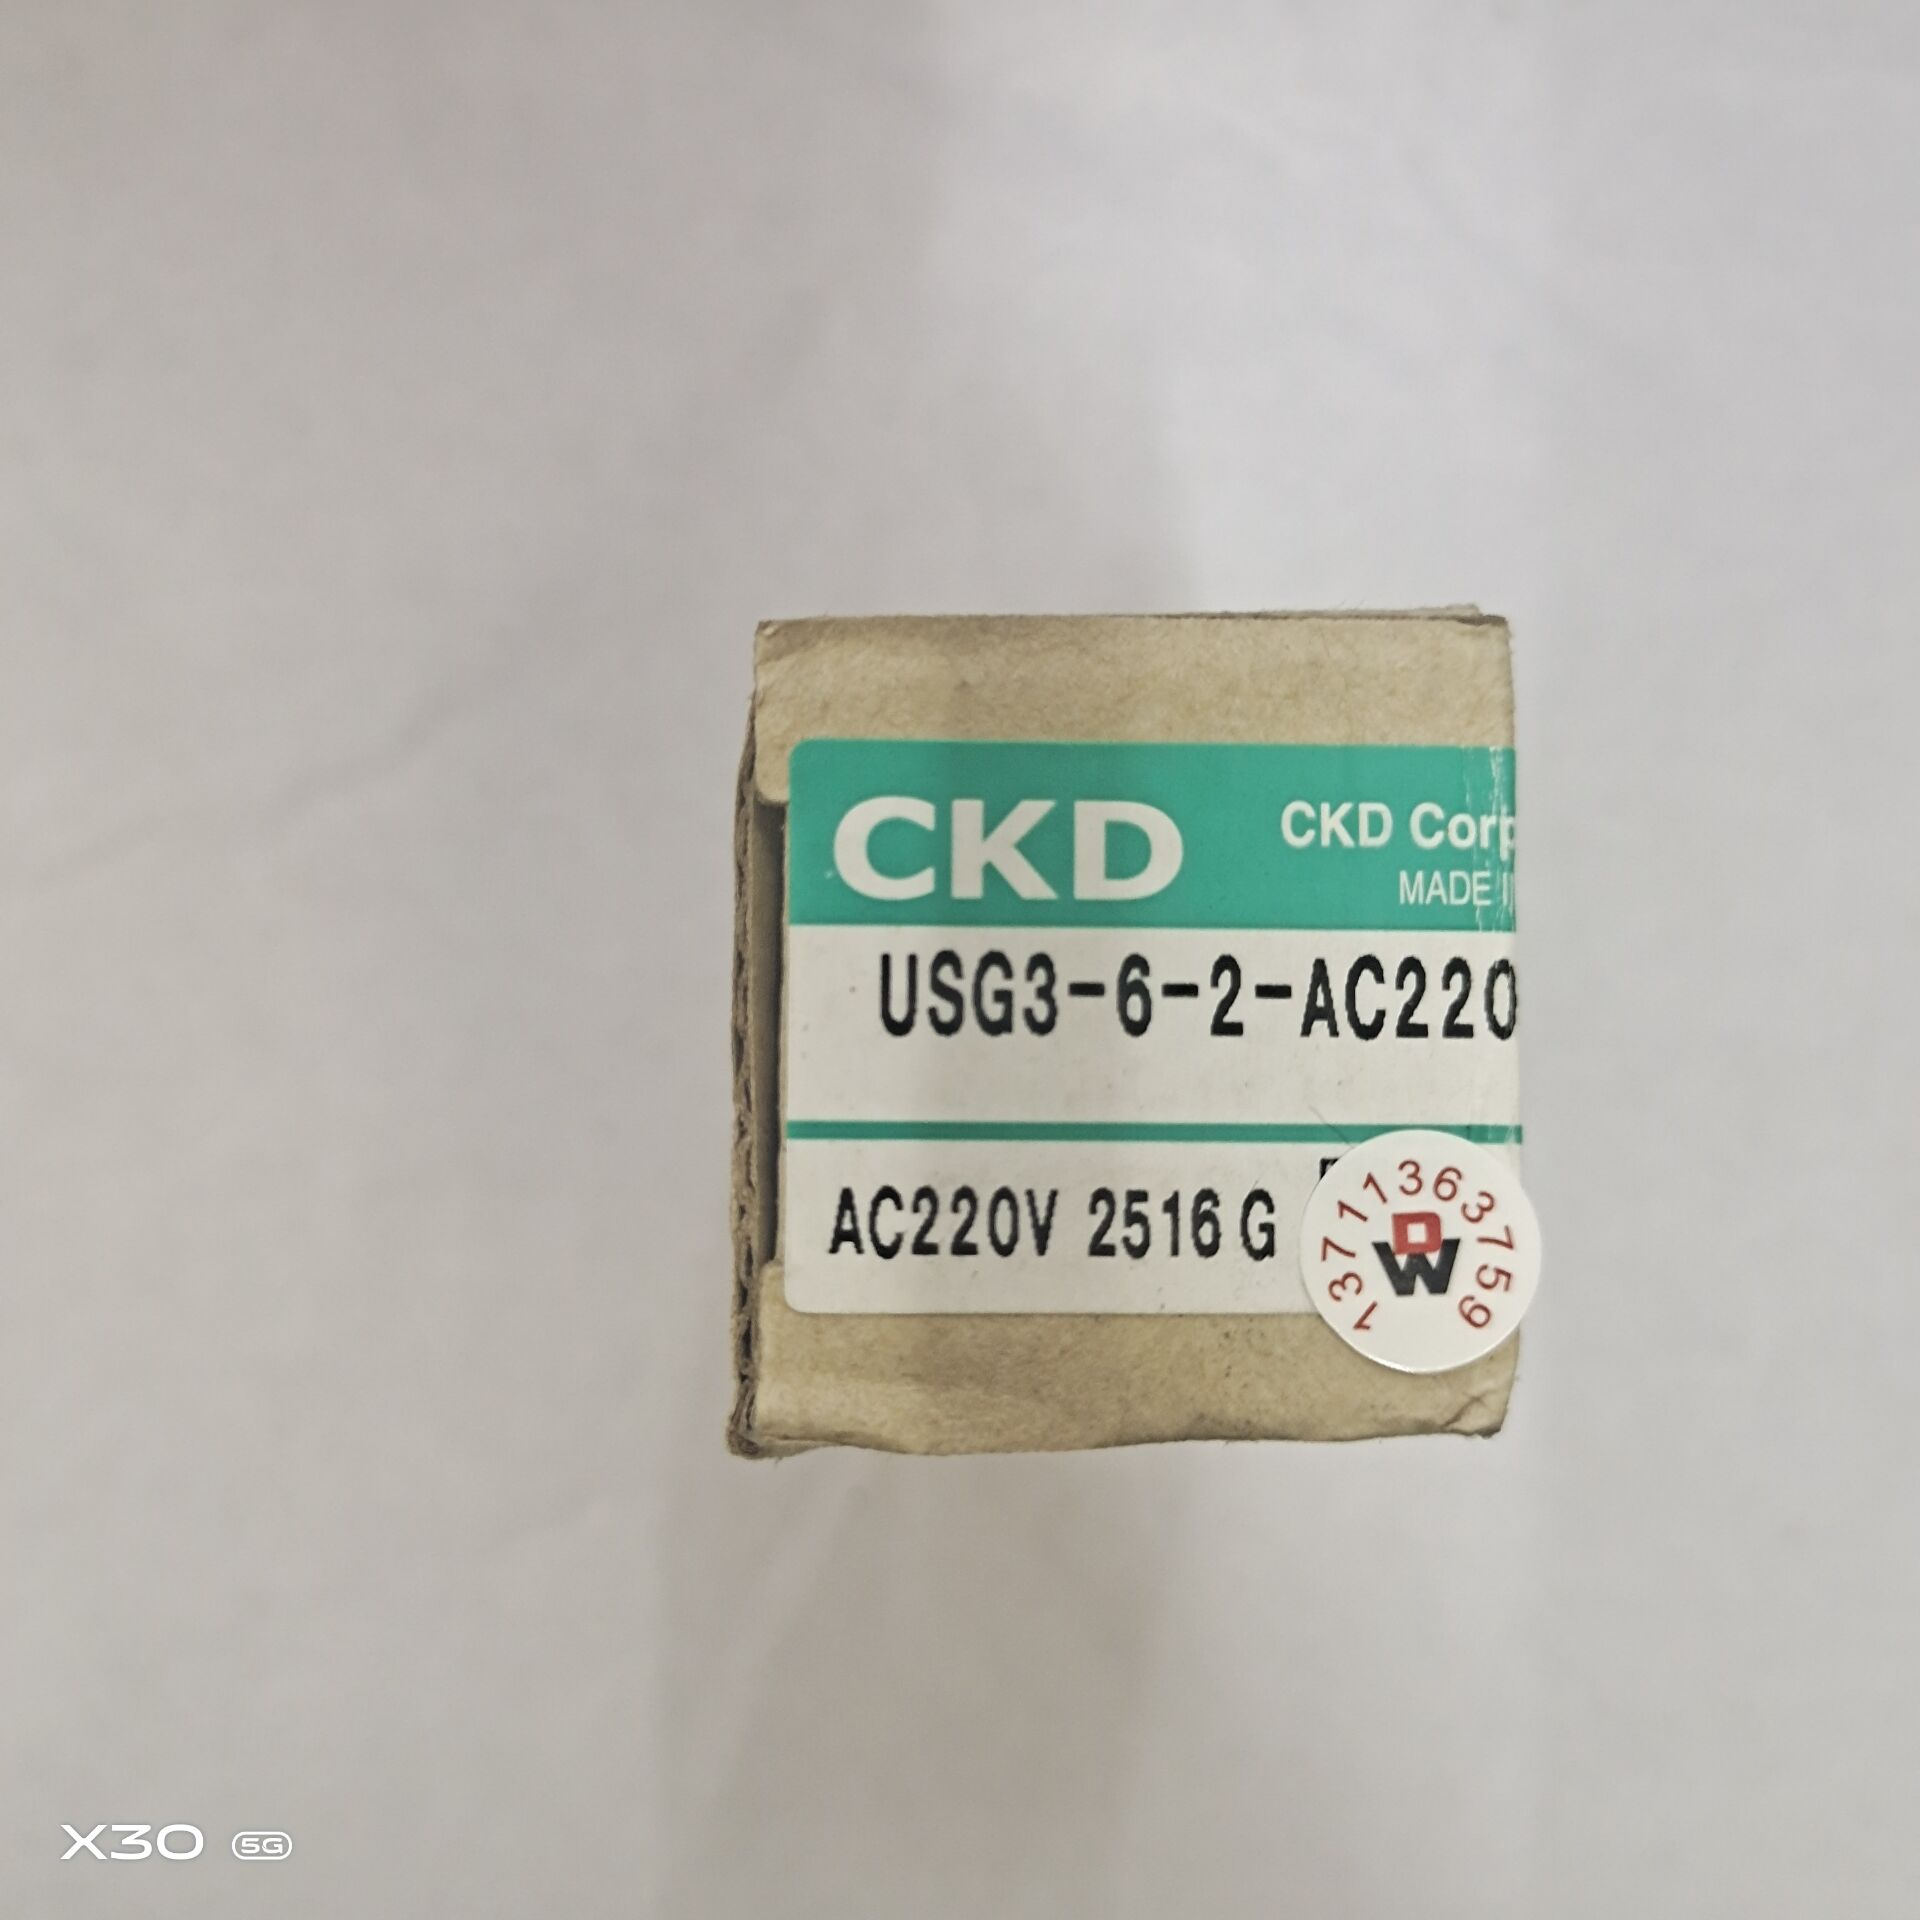 CKD
CKD Corp
MADE
USG3-6-2-AC220
AC220V 2516 G
13711363759
DW
X30 5G